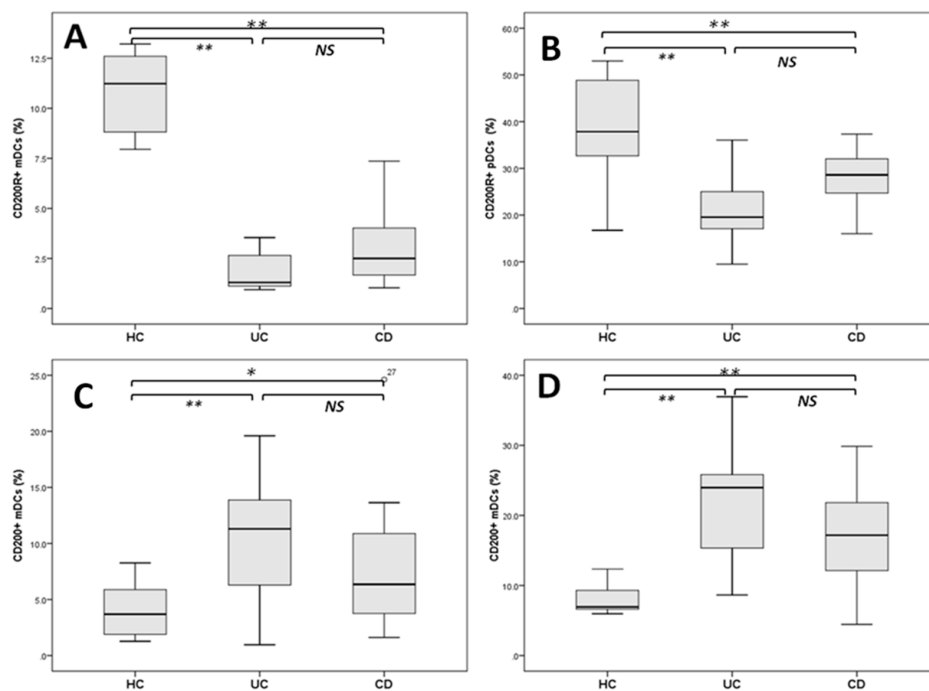 A
**
**
NS
CD200R+ mDCs (%)
12.5
10.0
7.5
5.0
2.5
.0
HC
UC
CD
B
**
**
NS
CD200R+ pDCs (%)
60.0
50.0
40.0
30.0
20.0
10.0
.0
HC
UC
CD
C
*
27
**
NS
CD200+ mDCs (%)
25.0
20.0
15.0
10.0
5.0
.0
HC
UC
CD
D
**
**
NS
CD200+ mDCs (%)
40.0
30.0
20.0
10.0
.0
HC
UC
CD